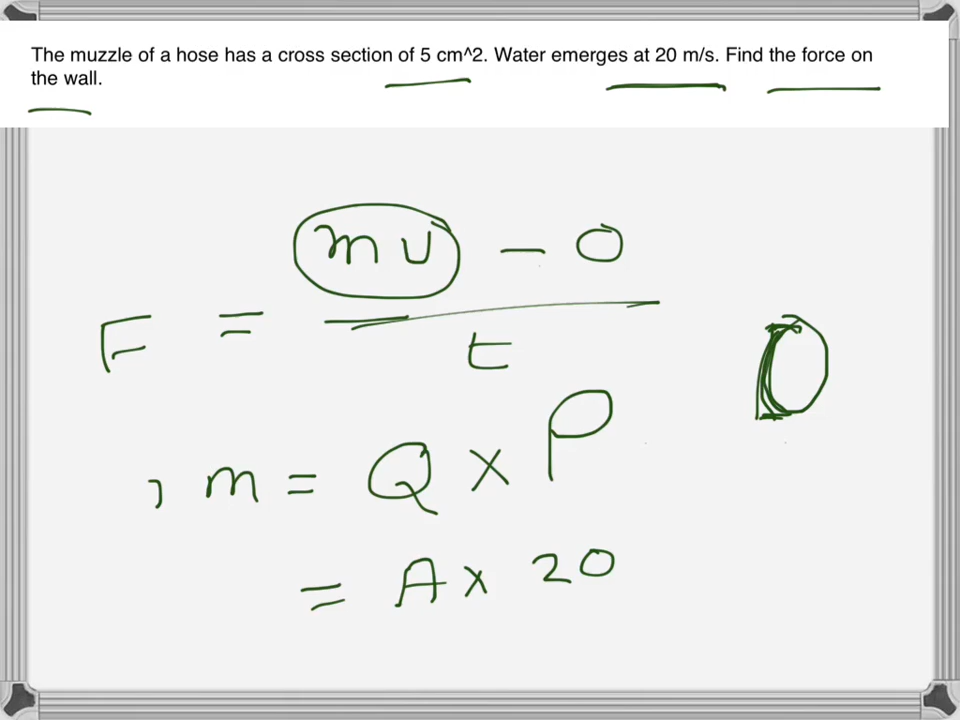 The muzzle of a hose has a cross section of 5 cm^2. Water emerges at 20 m/s. Find the force on
the wall.
mv - 0
F = 
t
, m = Q × ρ
= A × 20